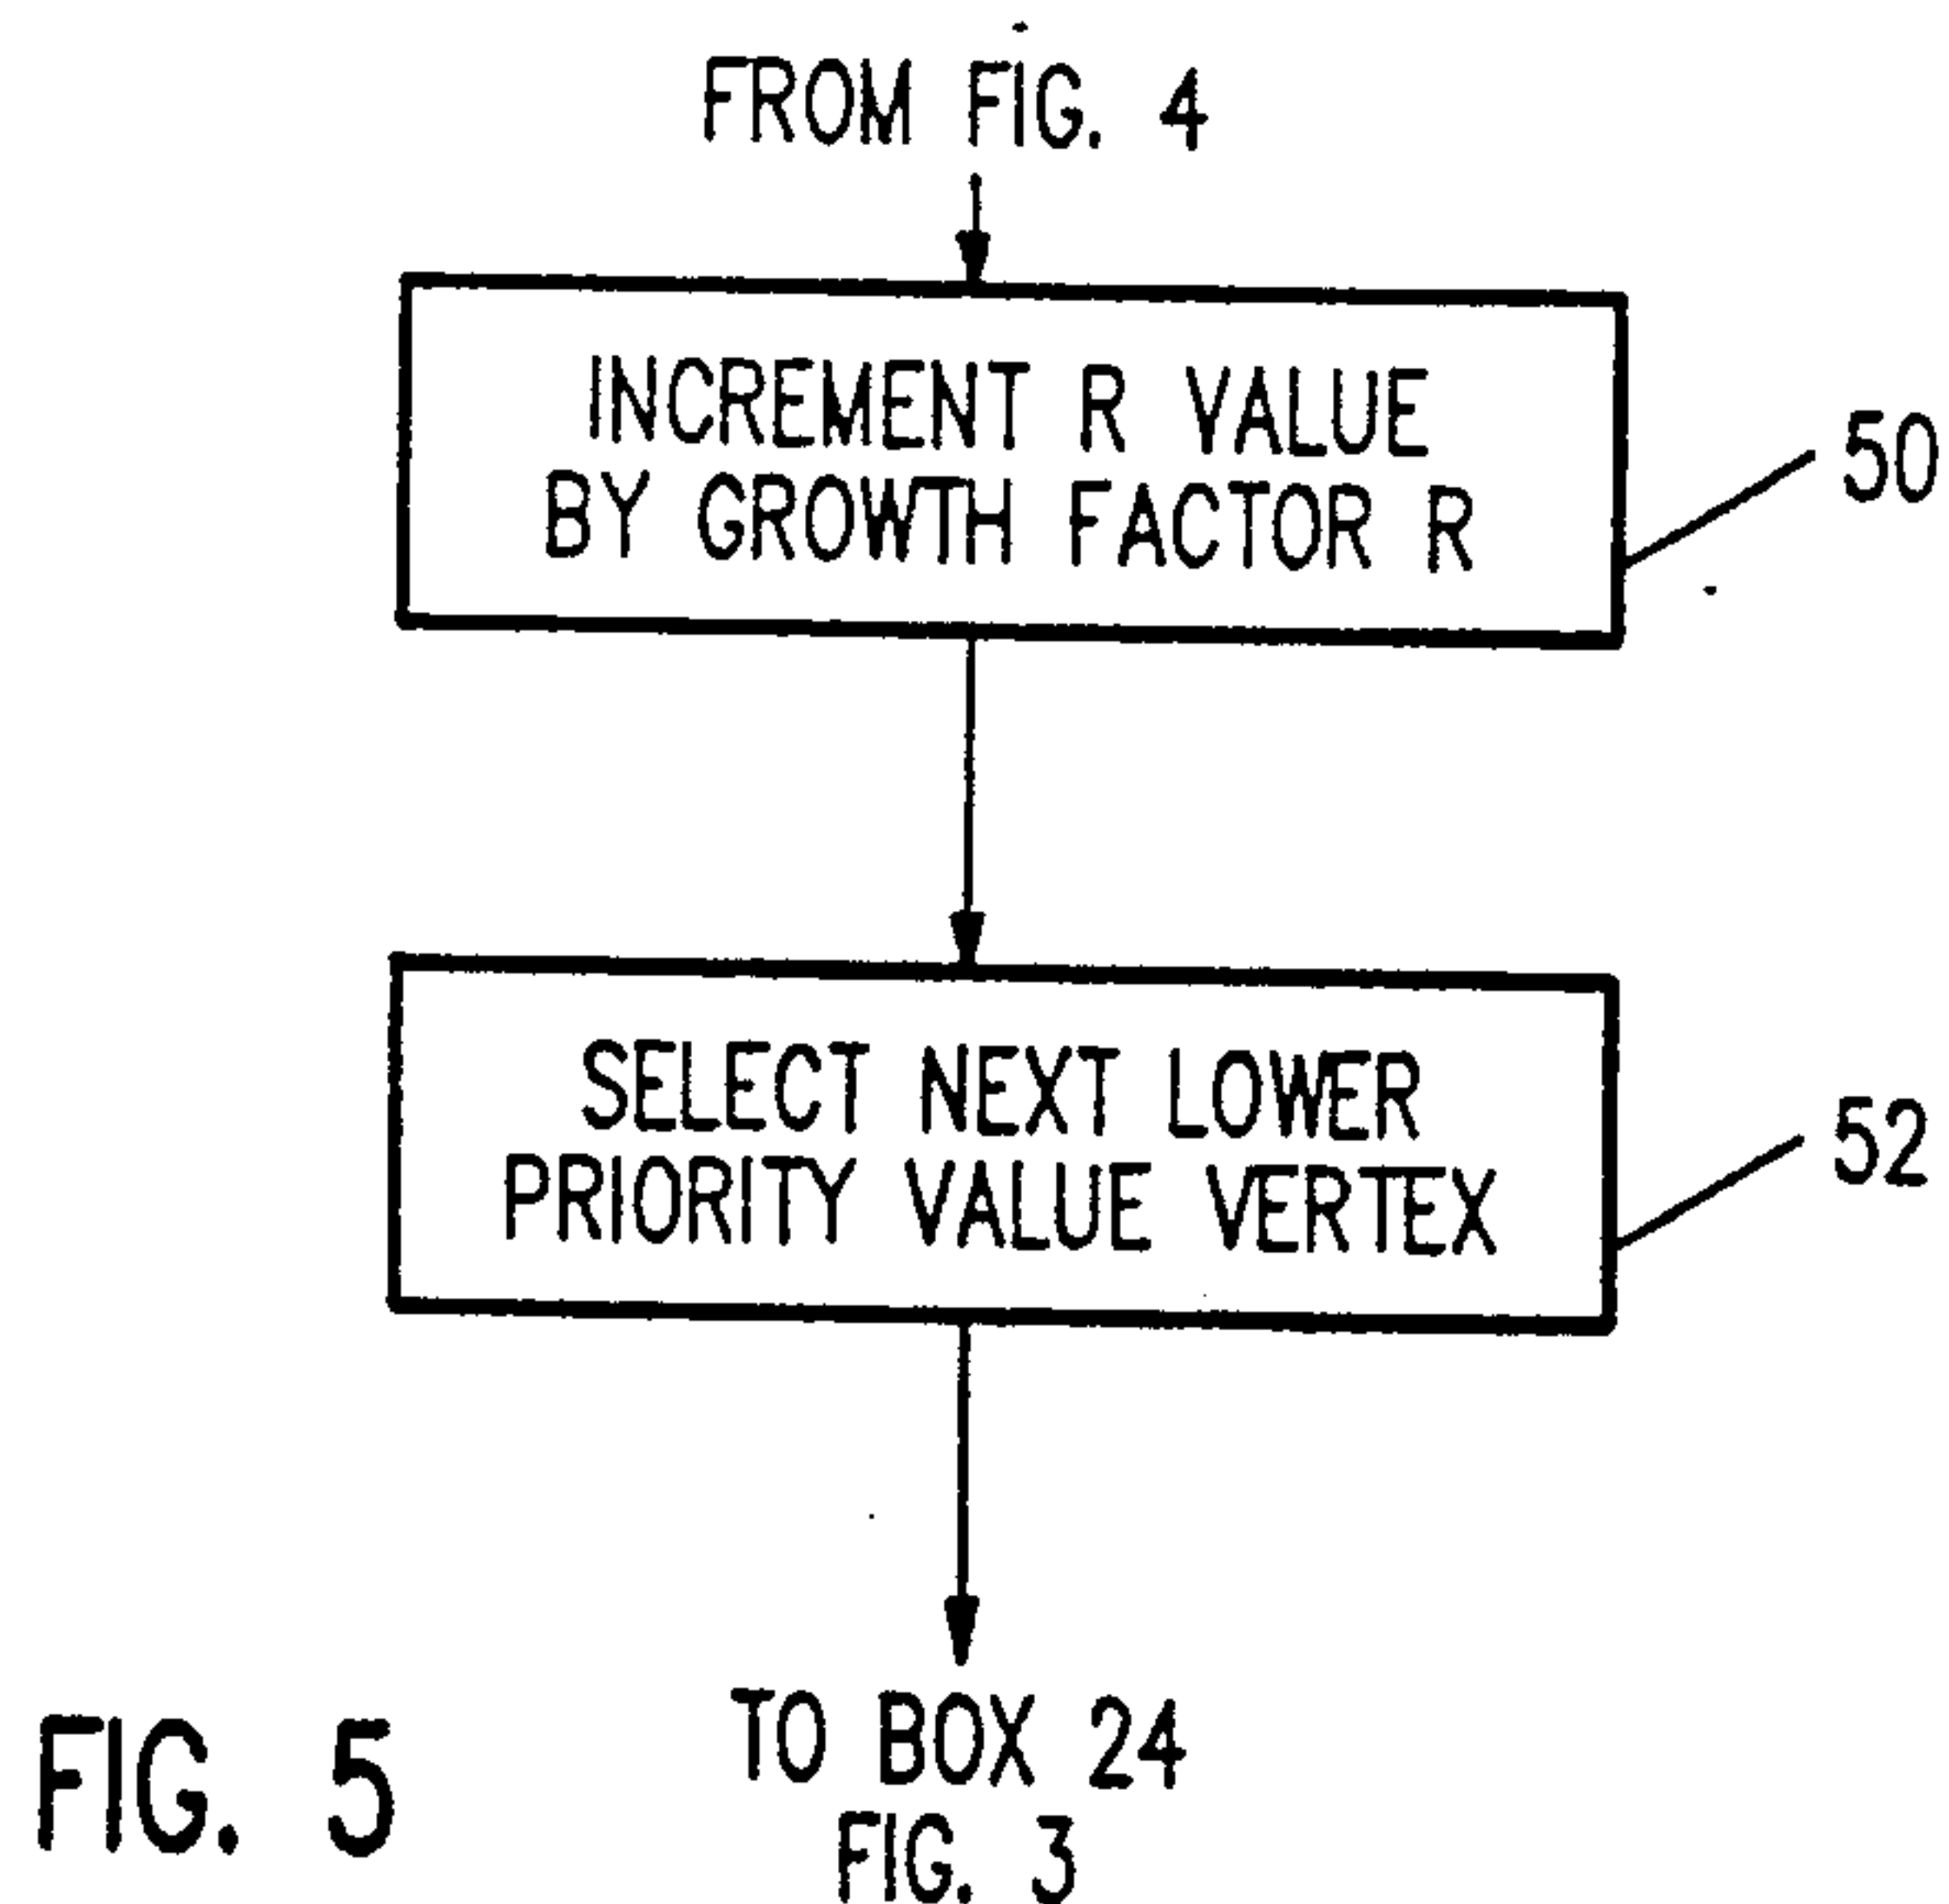 FROM FIG. 4
INCREMENT R VALUE
BY GROWTH FACTOR R
50
SELECT NEXT LOWER
PRIORITY VALUE VERTEX
52
TO BOX 24
FIG. 3
FIG. 5